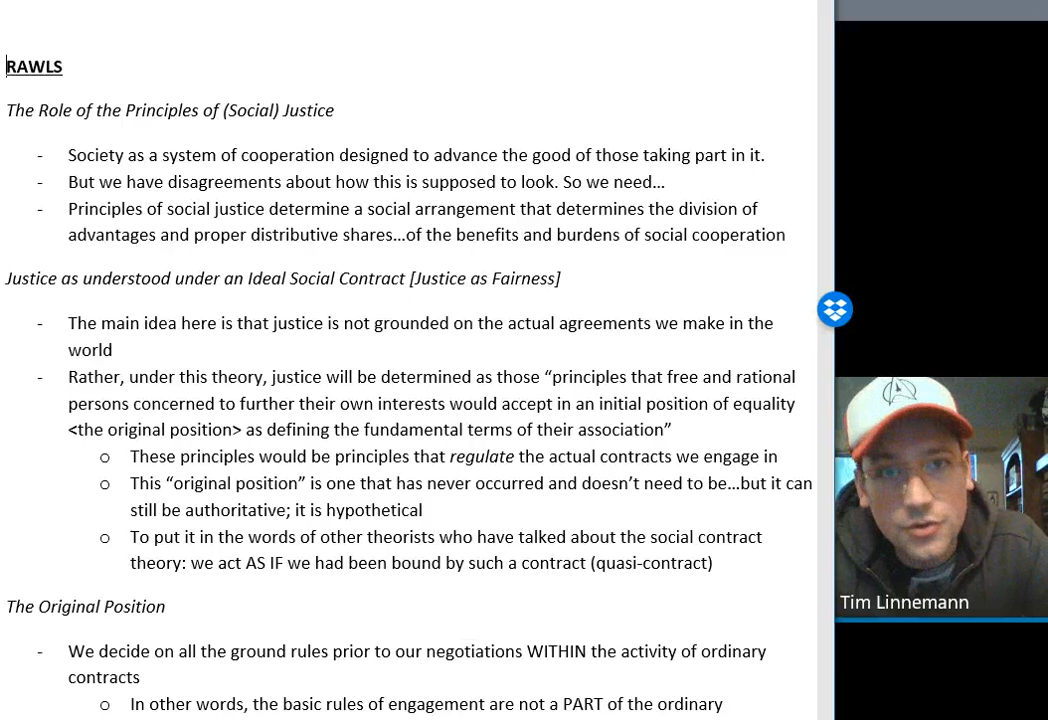 RAWLS
The Role of the Principles of (Social) Justice
- Society as a system of cooperation designed to advance the good of those taking part in it.
- But we have disagreements about how this is supposed to look. So we need…
- Principles of social justice determine a social arrangement that determines the division of
advantages and proper distributive shares…of the benefits and burdens of social cooperation
Justice as understood under an Ideal Social Contract [Justice as Fairness]
- The main idea here is that justice is not grounded on the actual agreements we make in the
world
- Rather, under this theory, justice will be determined as those “principles that free and rational
persons concerned to further their own interests would accept in an initial position of equality
<the original position> as defining the fundamental terms of their association”
o These principles would be principles that regulate the actual contracts we engage in
o This “original position” is one that has never occurred and doesn’t need to be…but it can
still be authoritative; it is hypothetical
o To put it in the words of other theorists who have talked about the social contract
theory: we act AS IF we had been bound by such a contract (quasi-contract)
The Original Position
- We decide on all the ground rules prior to our negotiations WITHIN the activity of ordinary
contracts
o In other words, the basic rules of engagement are not a PART of the ordinary
Tim Linnemann